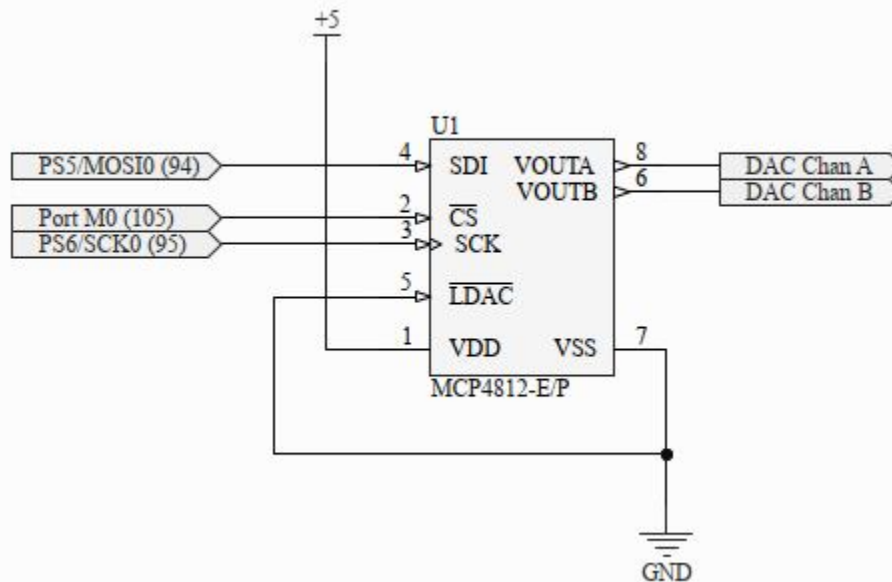 +5
U1
PS5/MOSI0 (94)
4
SDI
VOUTA
8
DAC Chan A
VOUTB
6
DAC Chan B
Port M0 (105)
2
CS
PS6/SCK0 (95)
3
SCK
5
LDAC
1
VDD
VSS
7
MCP4812-E/P
GND